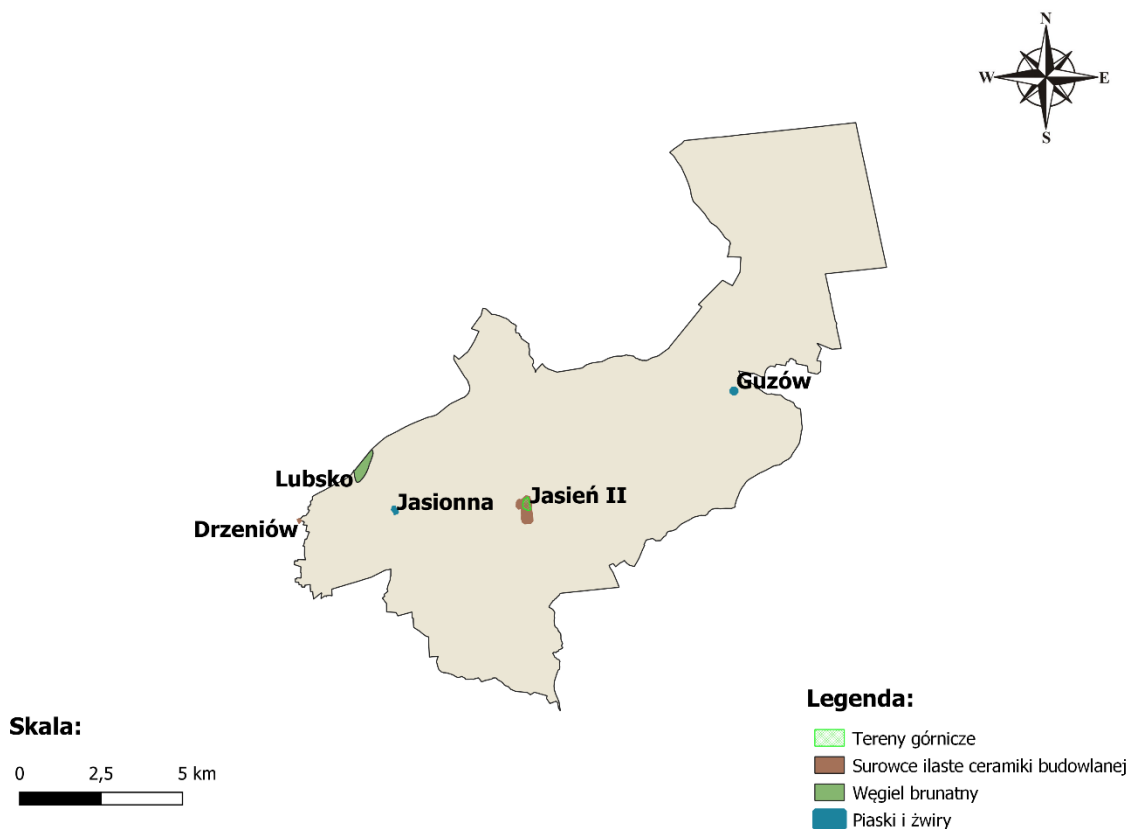 N
W E
S
Guzów
Lubsko
Jasionna
Jasień II
Drzeniów
Skala:
0 2,5 5 km
Legenda:
Tereny górnicze
Surowce ilaste ceramiki budowlanej
Węgiel brunatny
Piaski i żwiry